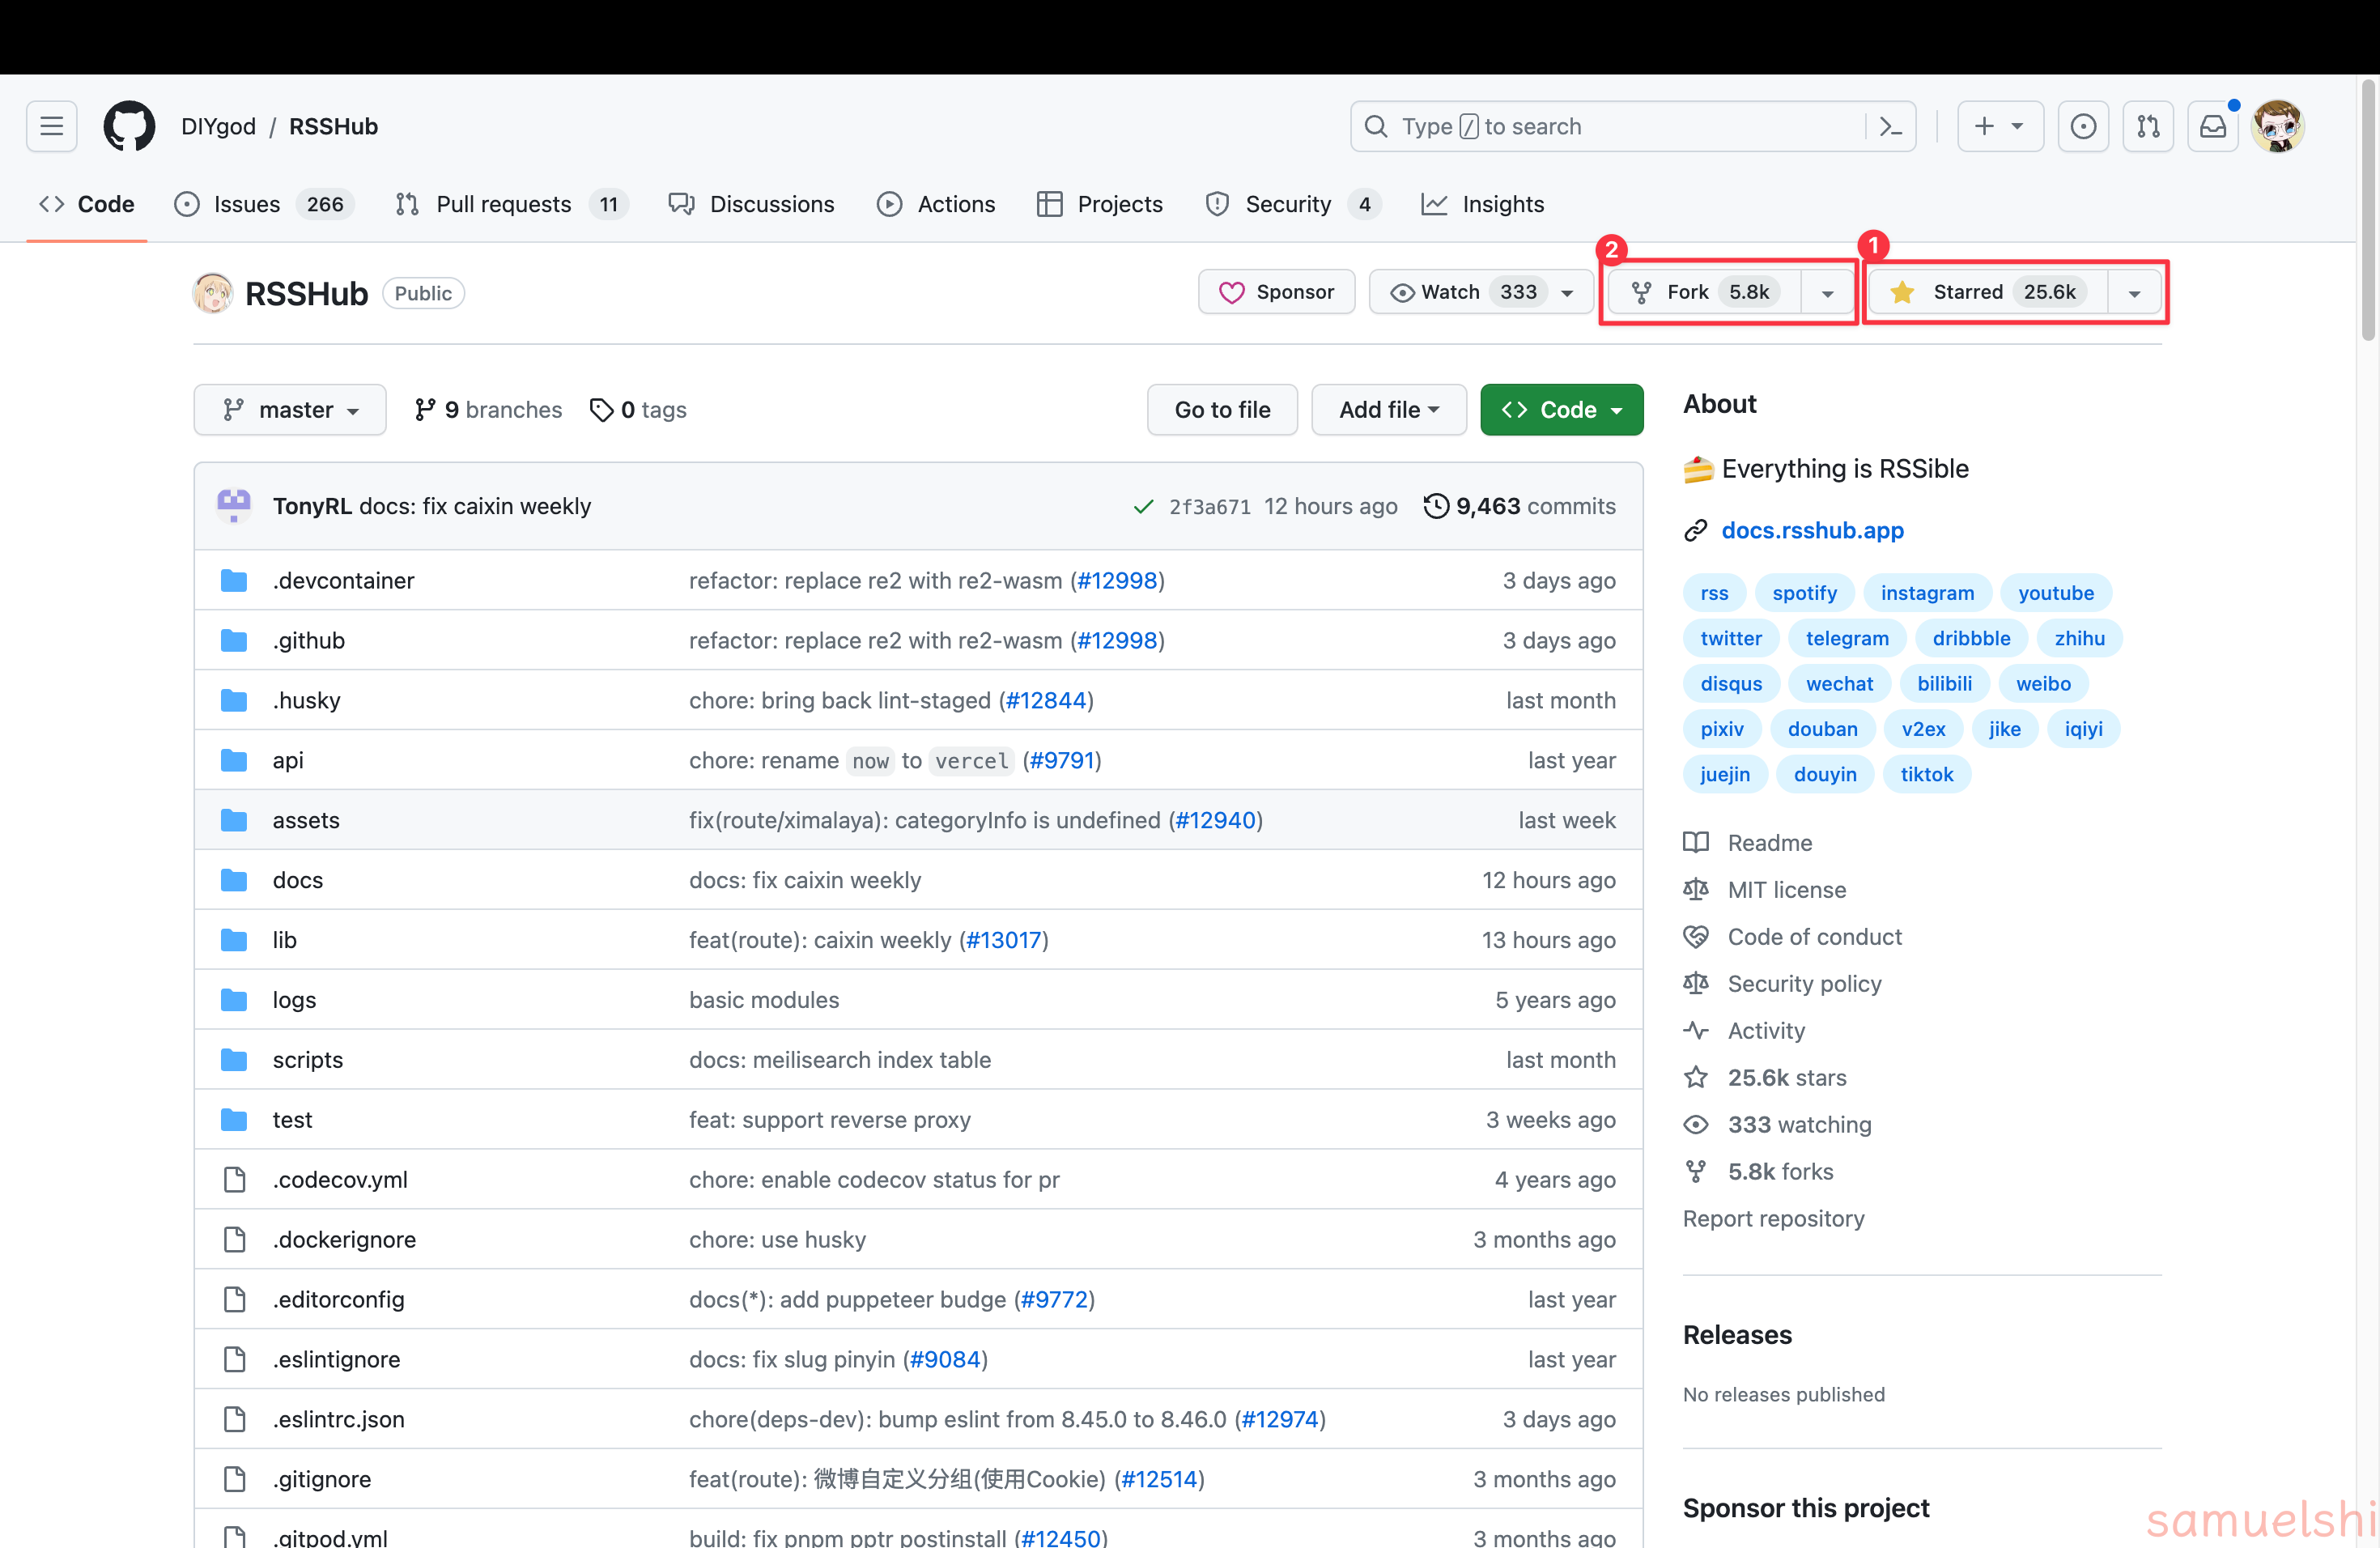 DIYgod / RSSHub
Type / to search
Code Issues 266 Pull requests 11 Discussions Actions Projects Security 4 Insights
2 1
RSSHub Public Sponsor Watch 333 Fork 5.8k Starred 25.6k
master 9 branches 0 tags Go to file Add file Code
TonyRL docs: fix caixin weekly 2f3a671 12 hours ago 9,463 commits
.devcontainer refactor: replace re2 with re2-wasm (#12998) 3 days ago
.github refactor: replace re2 with re2-wasm (#12998) 3 days ago
.husky chore: bring back lint-staged (#12844) last month
api chore: rename now to vercel (#9791) last year
assets fix(route/ximalaya): categoryInfo is undefined (#12940) last week
docs docs: fix caixin weekly 12 hours ago
lib feat(route): caixin weekly (#13017) 13 hours ago
logs basic modules 5 years ago
scripts docs: meilisearch index table last month
test feat: support reverse proxy 3 weeks ago
.codecov.yml chore: enable codecov status for pr 4 years ago
.dockerignore chore: use husky 3 months ago
.editorconfig docs(*): add puppeteer budge (#9772) last year
.eslintignore docs: fix slug pinyin (#9084) last year
.eslintrc.json chore(deps-dev): bump eslint from 8.45.0 to 8.46.0 (#12974) 3 days ago
.gitignore feat(route): 微博自定义分组(使用Cookie) (#12514) 3 months ago
.gitpod.yml build: fix pnpm pptr postinstall (#12450) 3 months ago
About
Everything is RSSible
docs.rsshub.app
rss spotify instagram youtube
twitter telegram dribbble zhihu
disqus wechat bilibili weibo
pixiv douban v2ex jike iqiyi
juejin douyin tiktok
Readme
MIT license
Code of conduct
Security policy
Activity
25.6k stars
333 watching
5.8k forks
Report repository
Releases
No releases published
Sponsor this project
samuelshi